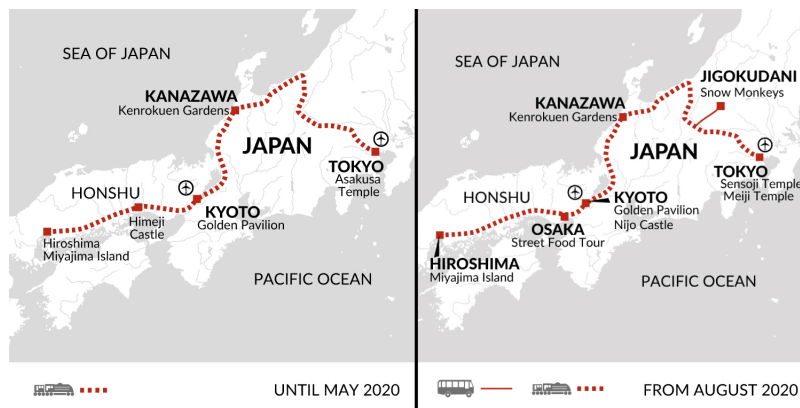 SEA OF JAPAN
KANAZAWA
Kenrokuen Gardens
JAPAN
TOKYO
Asakusa
Temple
HONSHU
KYOTO
Golden Pavilion
Himeji
Castle
Hiroshima
Miyajima Island
PACIFIC OCEAN
UNTIL MAY 2020
SEA OF JAPAN
JIGOKUDANI
Snow Monkeys
KANAZAWA
Kenrokuen Gardens
JAPAN
TOKYO
Sensoji Temple
Meiji Temple
HONSHU
KYOTO
Golden Pavilion
Nijo Castle
OSAKA
Street Food Tour
HIROSHIMA
Miyajima Island
PACIFIC OCEAN
FROM AUGUST 2020